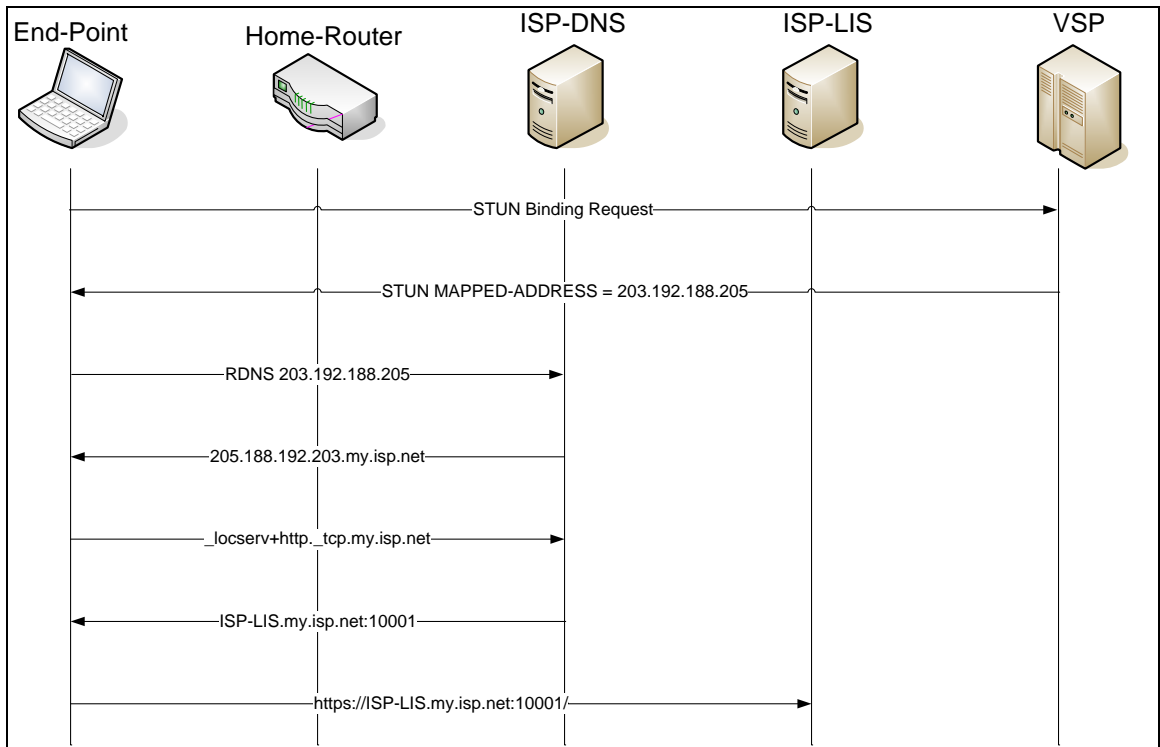 End-Point
Home-Router
ISP-DNS
ISP-LIS
VSP
STUN Binding Request
STUN MAPPED-ADDRESS = 203.192.188.205
RDNS 203.192.188.205
205.188.192.203.my.isp.net
_locserv+http._tcp.my.isp.net
ISP-LIS.my.isp.net:10001
https://ISP-LIS.my.isp.net:10001/